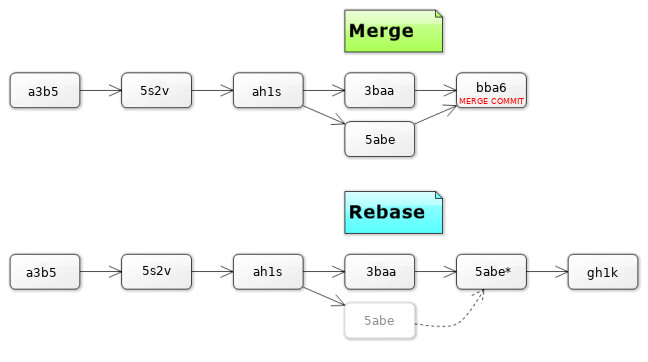 Merge
a3b5 5s2v ah1s 3baa bba6
MERGE COMMIT
5abe
Rebase
a3b5 5s2v ah1s 3baa 5abe* gh1k
5abe